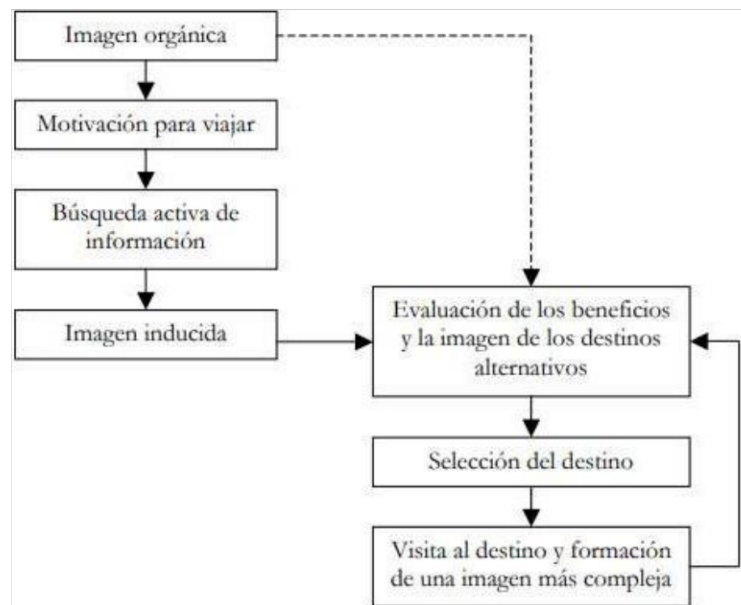 Imagen orgánica
Motivación para viajar
Búsqueda activa de
información
Imagen inducida
Evaluación de los beneficios
y la imagen de los destinos
alternativos
Selección del destino
Visita al destino y formación
de una imagen más compleja